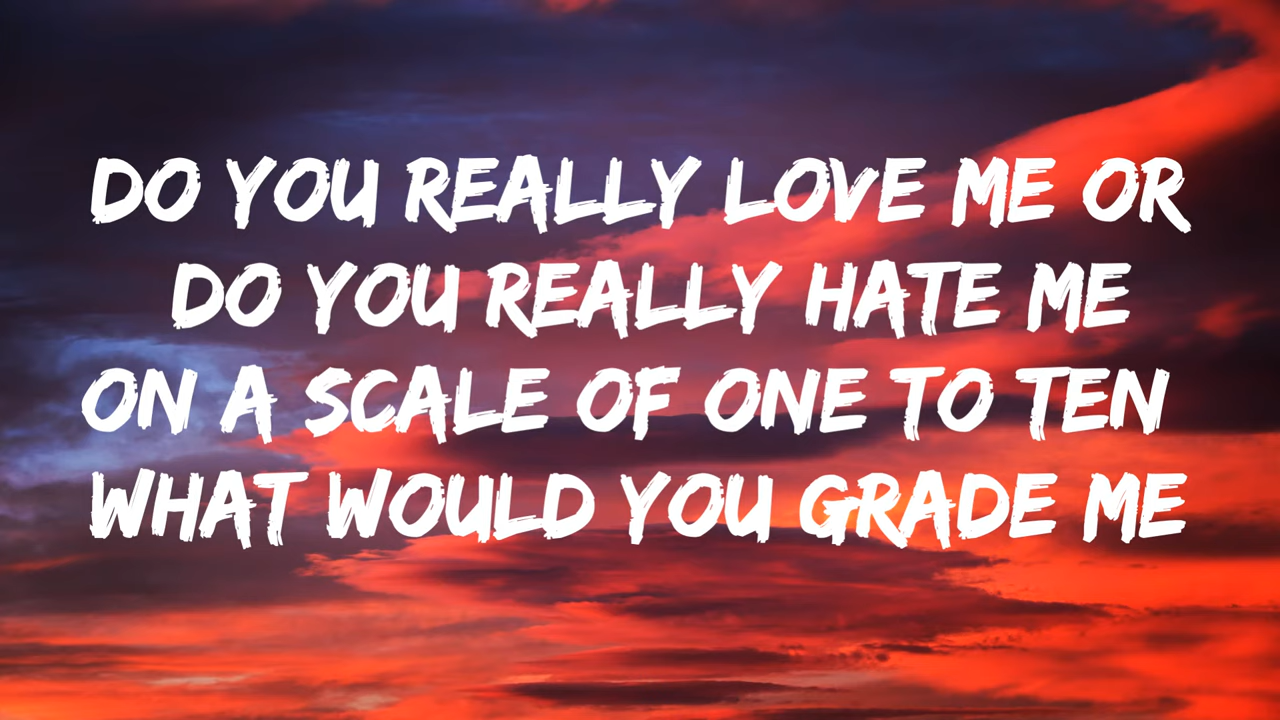 DO YOU REALLY LOVE ME OR
DO YOU REALLY HATE ME
ON A SCALE OF ONE TO TEN
WHAT WOULD YOU GRADE ME